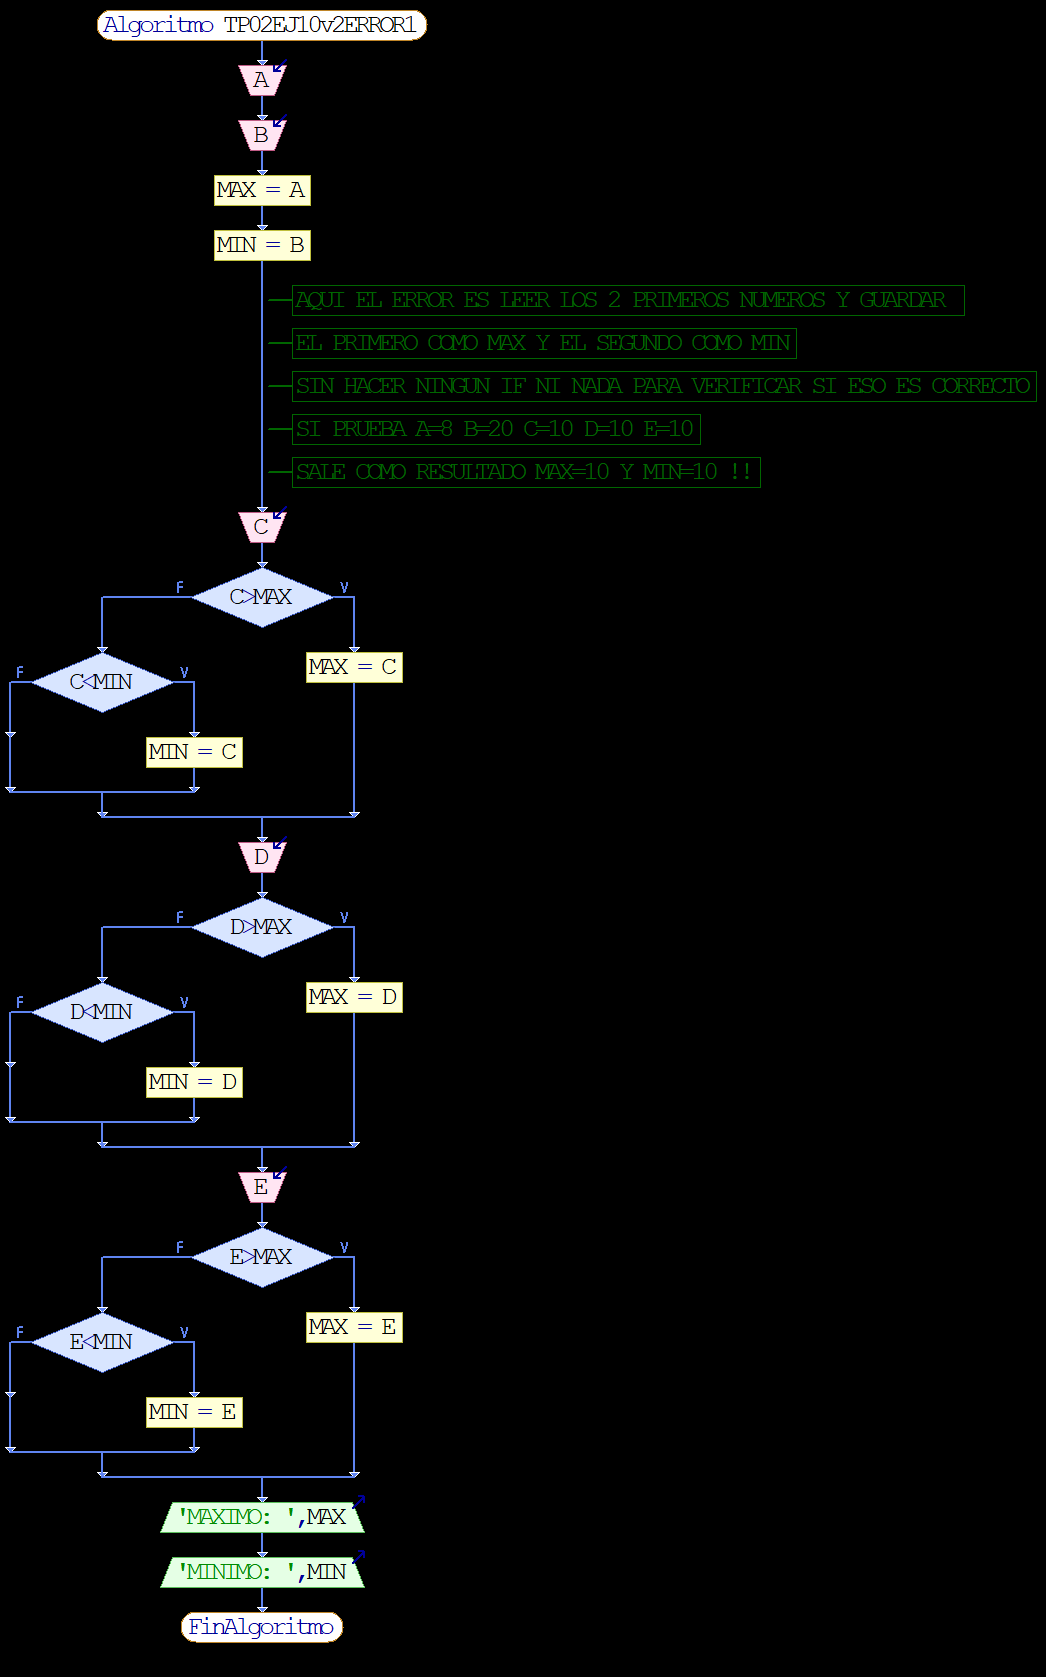 Algoritmo TP02EJ10v2ERROR1
A
B
MAX = A
MIN = B
AQUI EL ERROR ES LEER LOS 2 PRIMEROS NUMEROS Y GUARDAR
EL PRIMERO COMO MAX Y EL SEGUNDO COMO MIN
SIN HACER NINGUN IF NI NADA PARA VERIFICAR SI ESO ES CORRECTO
SI PRUEBA A=8 B=20 C=10 D=10 E=10
SALE COMO RESULTADO MAX=10 Y MIN=10 !!
C
F
C>MAX
V
MAX = C
F
C<MIN
V
MIN = C
D
F
D>MAX
V
MAX = D
F
D<MIN
V
MIN = D
E
F
E>MAX
V
MAX = E
F
E<MIN
V
MIN = E
'MAXIMO: ',MAX
'MINIMO: ',MIN
FinAlgoritmo